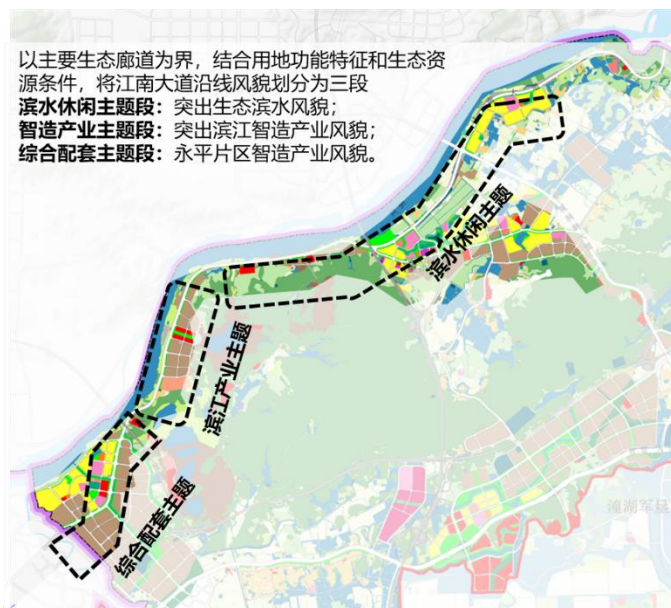 以主要生态廊道为界，结合用地功能特征和生态资
源条件，将江南大道沿线风貌划分为三段
滨水休闲主题段：突出生态滨水风貌；
智造产业主题段：突出滨江智造产业风貌；
综合配套主题段：永平片区智造产业风貌。
滨水休闲主题
滨江产业主题
综合配套主题
潼湖军垦